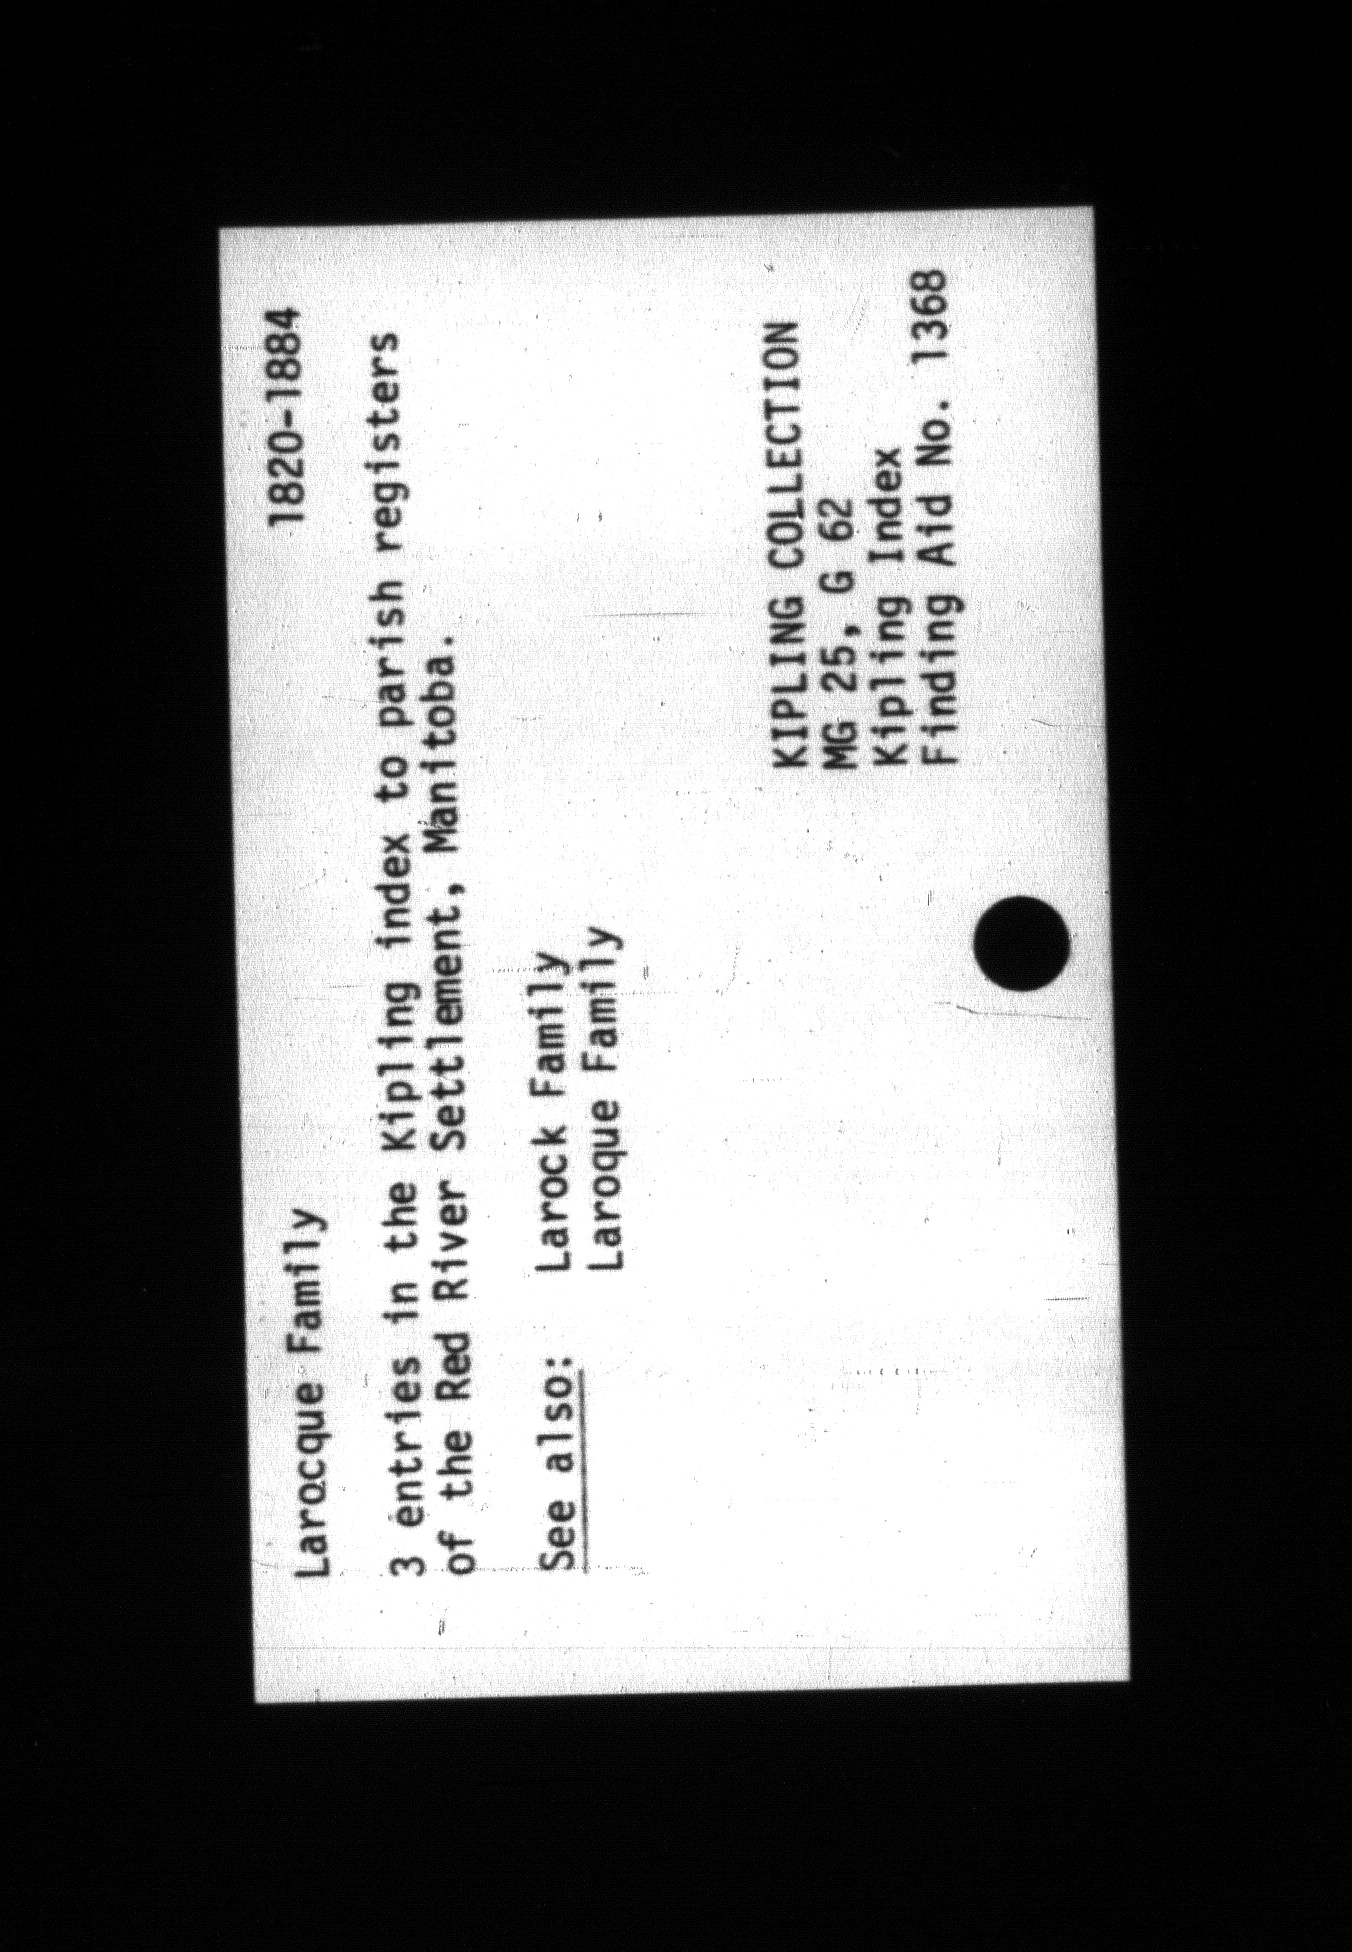 Larocque Family 1820-1884
3 entries in the Kipling index to parish registers
of the Red River Settlement, Manitoba.
See also: Larock Family
Laroque Family
KIPLING COLLECTION
MG 25, G 62
Kipling Index
Finding Aid No. 1368